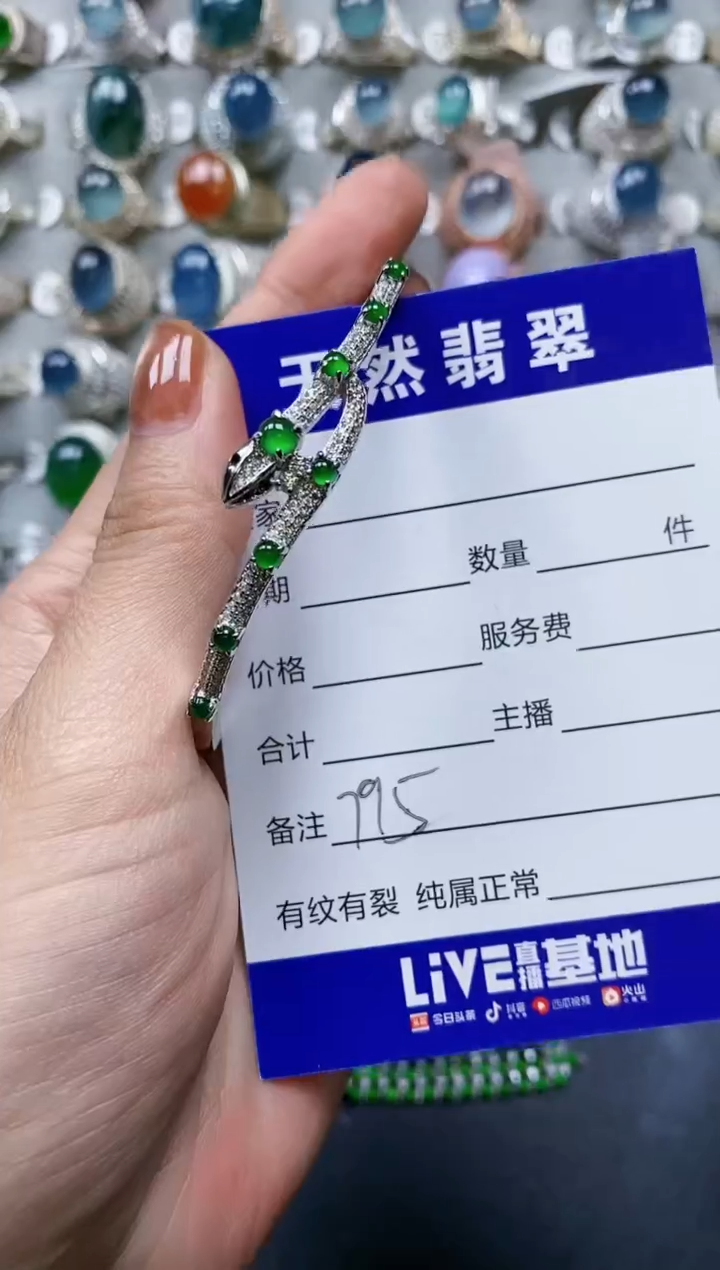 天然翡翠
家
期
数量
件
价格
服务费
合计
主播
备注 795
有纹有裂 纯属正常
LIVE直播基地
今日头条 抖音 西瓜视频 火山